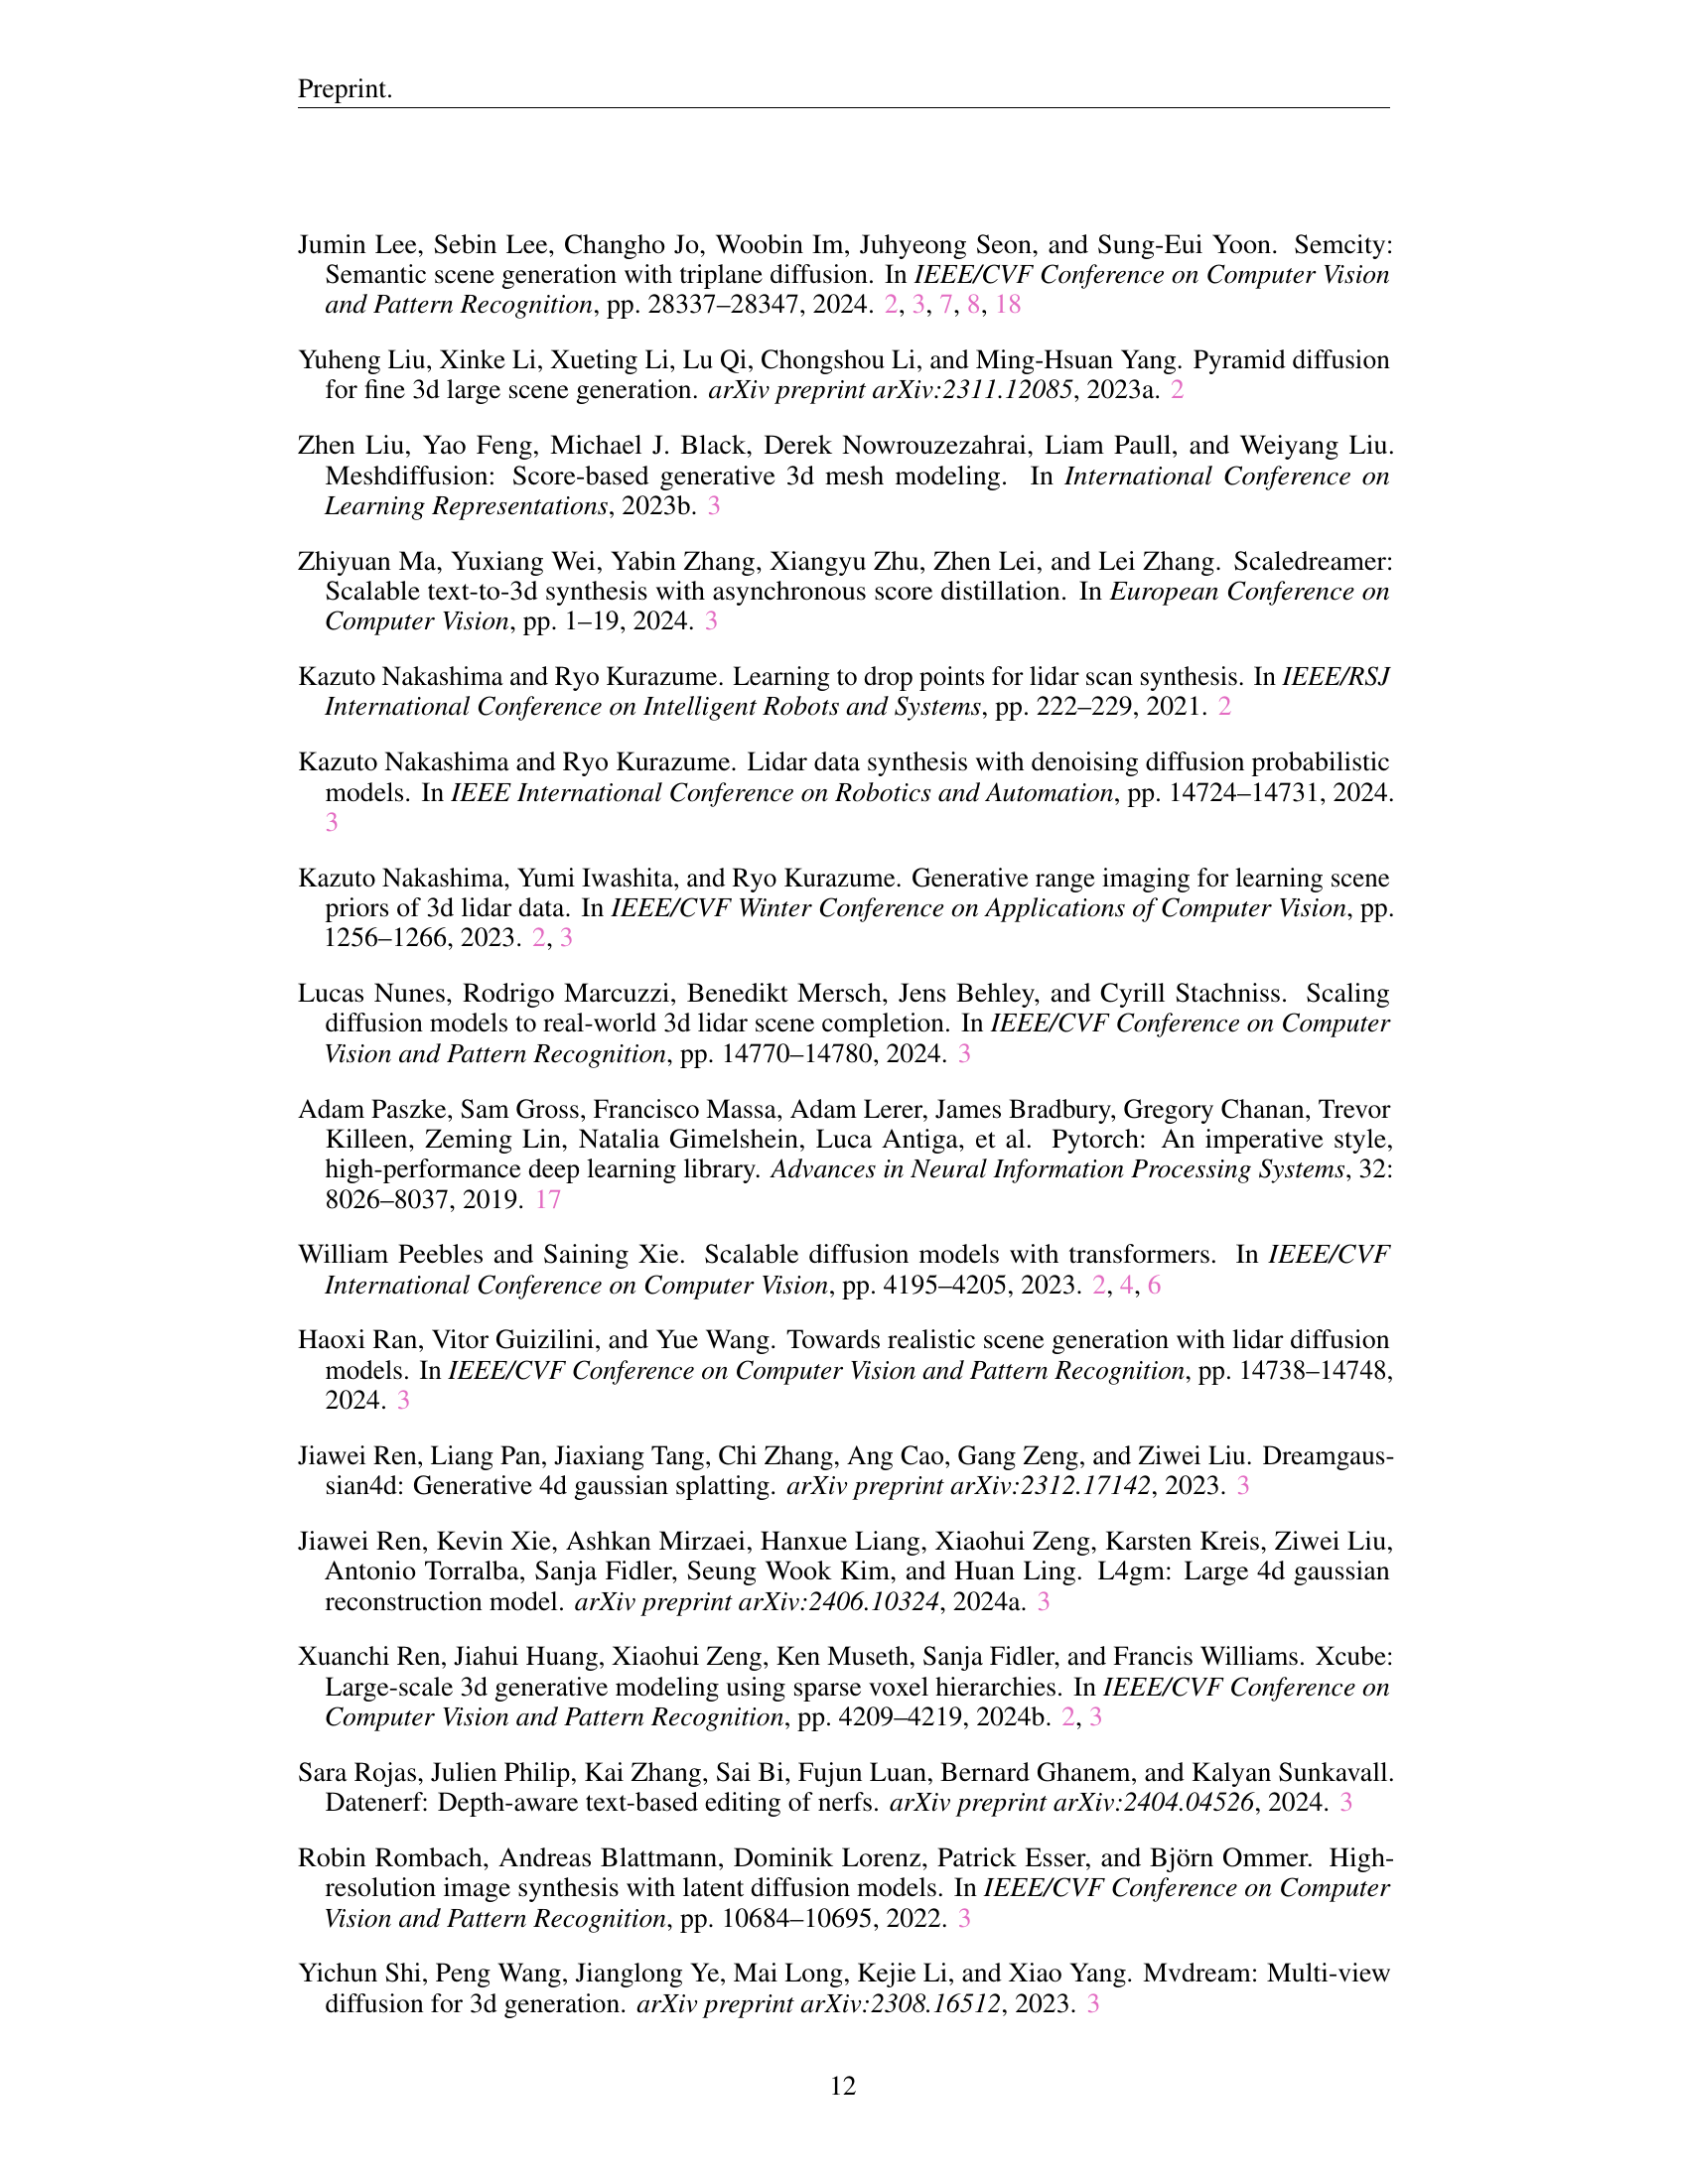 Preprint.
Jumin Lee, Sebin Lee, Changho Jo, Woobin Im, Juhyeong Seon, and Sung-Eui Yoon. Semcity:
Semantic scene generation with triplane diffusion. In IEEE/CVF Conference on Computer Vision
and Pattern Recognition, pp. 28337–28347, 2024. 2, 3, 7, 8, 18
Yuheng Liu, Xinke Li, Xueting Li, Lu Qi, Chongshou Li, and Ming-Hsuan Yang. Pyramid diffusion
for fine 3d large scene generation. arXiv preprint arXiv:2311.12085, 2023a. 2
Zhen Liu, Yao Feng, Michael J. Black, Derek Nowrouzezahrai, Liam Paull, and Weiyang Liu.
Meshdiffusion: Score-based generative 3d mesh modeling. In International Conference on
Learning Representations, 2023b. 3
Zhiyuan Ma, Yuxiang Wei, Yabin Zhang, Xiangyu Zhu, Zhen Lei, and Lei Zhang. Scaledreamer:
Scalable text-to-3d synthesis with asynchronous score distillation. In European Conference on
Computer Vision, pp. 1–19, 2024. 3
Kazuto Nakashima and Ryo Kurazume. Learning to drop points for lidar scan synthesis. In IEEE/RSJ
International Conference on Intelligent Robots and Systems, pp. 222–229, 2021. 2
Kazuto Nakashima and Ryo Kurazume. Lidar data synthesis with denoising diffusion probabilistic
models. In IEEE International Conference on Robotics and Automation, pp. 14724–14731, 2024.
3
Kazuto Nakashima, Yumi Iwashita, and Ryo Kurazume. Generative range imaging for learning scene
priors of 3d lidar data. In IEEE/CVF Winter Conference on Applications of Computer Vision, pp.
1256–1266, 2023. 2, 3
Lucas Nunes, Rodrigo Marcuzzi, Benedikt Mersch, Jens Behley, and Cyrill Stachniss. Scaling
diffusion models to real-world 3d lidar scene completion. In IEEE/CVF Conference on Computer
Vision and Pattern Recognition, pp. 14770–14780, 2024. 3
Adam Paszke, Sam Gross, Francisco Massa, Adam Lerer, James Bradbury, Gregory Chanan, Trevor
Killeen, Zeming Lin, Natalia Gimelshein, Luca Antiga, et al. Pytorch: An imperative style,
high-performance deep learning library. Advances in Neural Information Processing Systems, 32:
8026–8037, 2019. 17
William Peebles and Saining Xie. Scalable diffusion models with transformers. In IEEE/CVF
International Conference on Computer Vision, pp. 4195–4205, 2023. 2, 4, 6
Haoxi Ran, Vitor Guizilini, and Yue Wang. Towards realistic scene generation with lidar diffusion
models. In IEEE/CVF Conference on Computer Vision and Pattern Recognition, pp. 14738–14748,
2024. 3
Jiawei Ren, Liang Pan, Jiaxiang Tang, Chi Zhang, Ang Cao, Gang Zeng, and Ziwei Liu. Dreamgaus-
sian4d: Generative 4d gaussian splatting. arXiv preprint arXiv:2312.17142, 2023. 3
Jiawei Ren, Kevin Xie, Ashkan Mirzaei, Hanxue Liang, Xiaohui Zeng, Karsten Kreis, Ziwei Liu,
Antonio Torralba, Sanja Fidler, Seung Wook Kim, and Huan Ling. L4gm: Large 4d gaussian
reconstruction model. arXiv preprint arXiv:2406.10324, 2024a. 3
Xuanchi Ren, Jiahui Huang, Xiaohui Zeng, Ken Museth, Sanja Fidler, and Francis Williams. Xcube:
Large-scale 3d generative modeling using sparse voxel hierarchies. In IEEE/CVF Conference on
Computer Vision and Pattern Recognition, pp. 4209–4219, 2024b. 2, 3
Sara Rojas, Julien Philip, Kai Zhang, Sai Bi, Fujun Luan, Bernard Ghanem, and Kalyan Sunkavall.
Datenerf: Depth-aware text-based editing of nerfs. arXiv preprint arXiv:2404.04526, 2024. 3
Robin Rombach, Andreas Blattmann, Dominik Lorenz, Patrick Esser, and Björn Ommer. High-
resolution image synthesis with latent diffusion models. In IEEE/CVF Conference on Computer
Vision and Pattern Recognition, pp. 10684–10695, 2022. 3
Yichun Shi, Peng Wang, Jianglong Ye, Mai Long, Kejie Li, and Xiao Yang. Mvdream: Multi-view
diffusion for 3d generation. arXiv preprint arXiv:2308.16512, 2023. 3
12